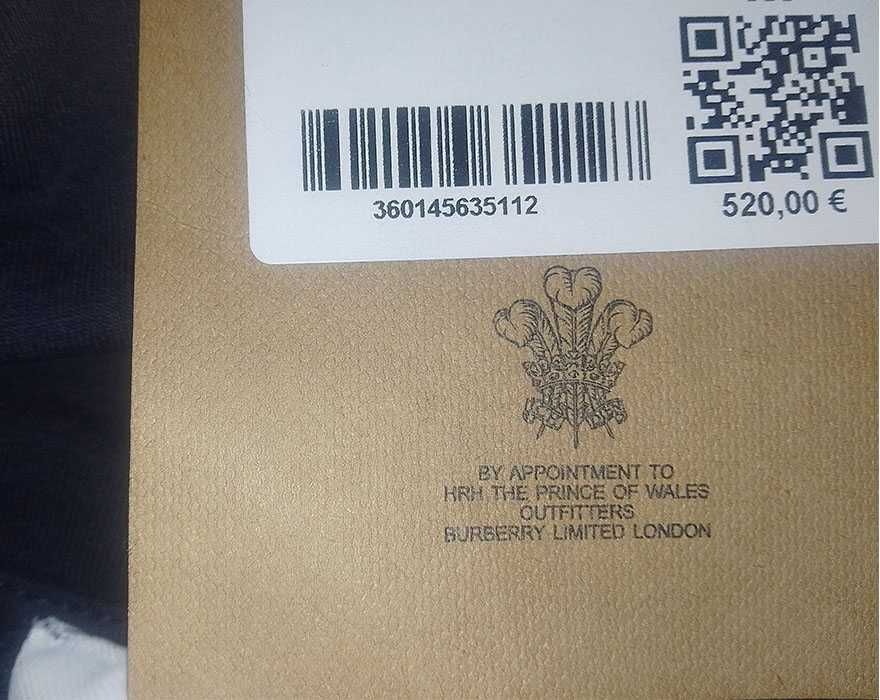 360145635112
520,00 €
BY APPOINTMENT TO
HRH THE PRINCE OF WALES
OUTFITTERS
BURBERRY LIMITED LONDON